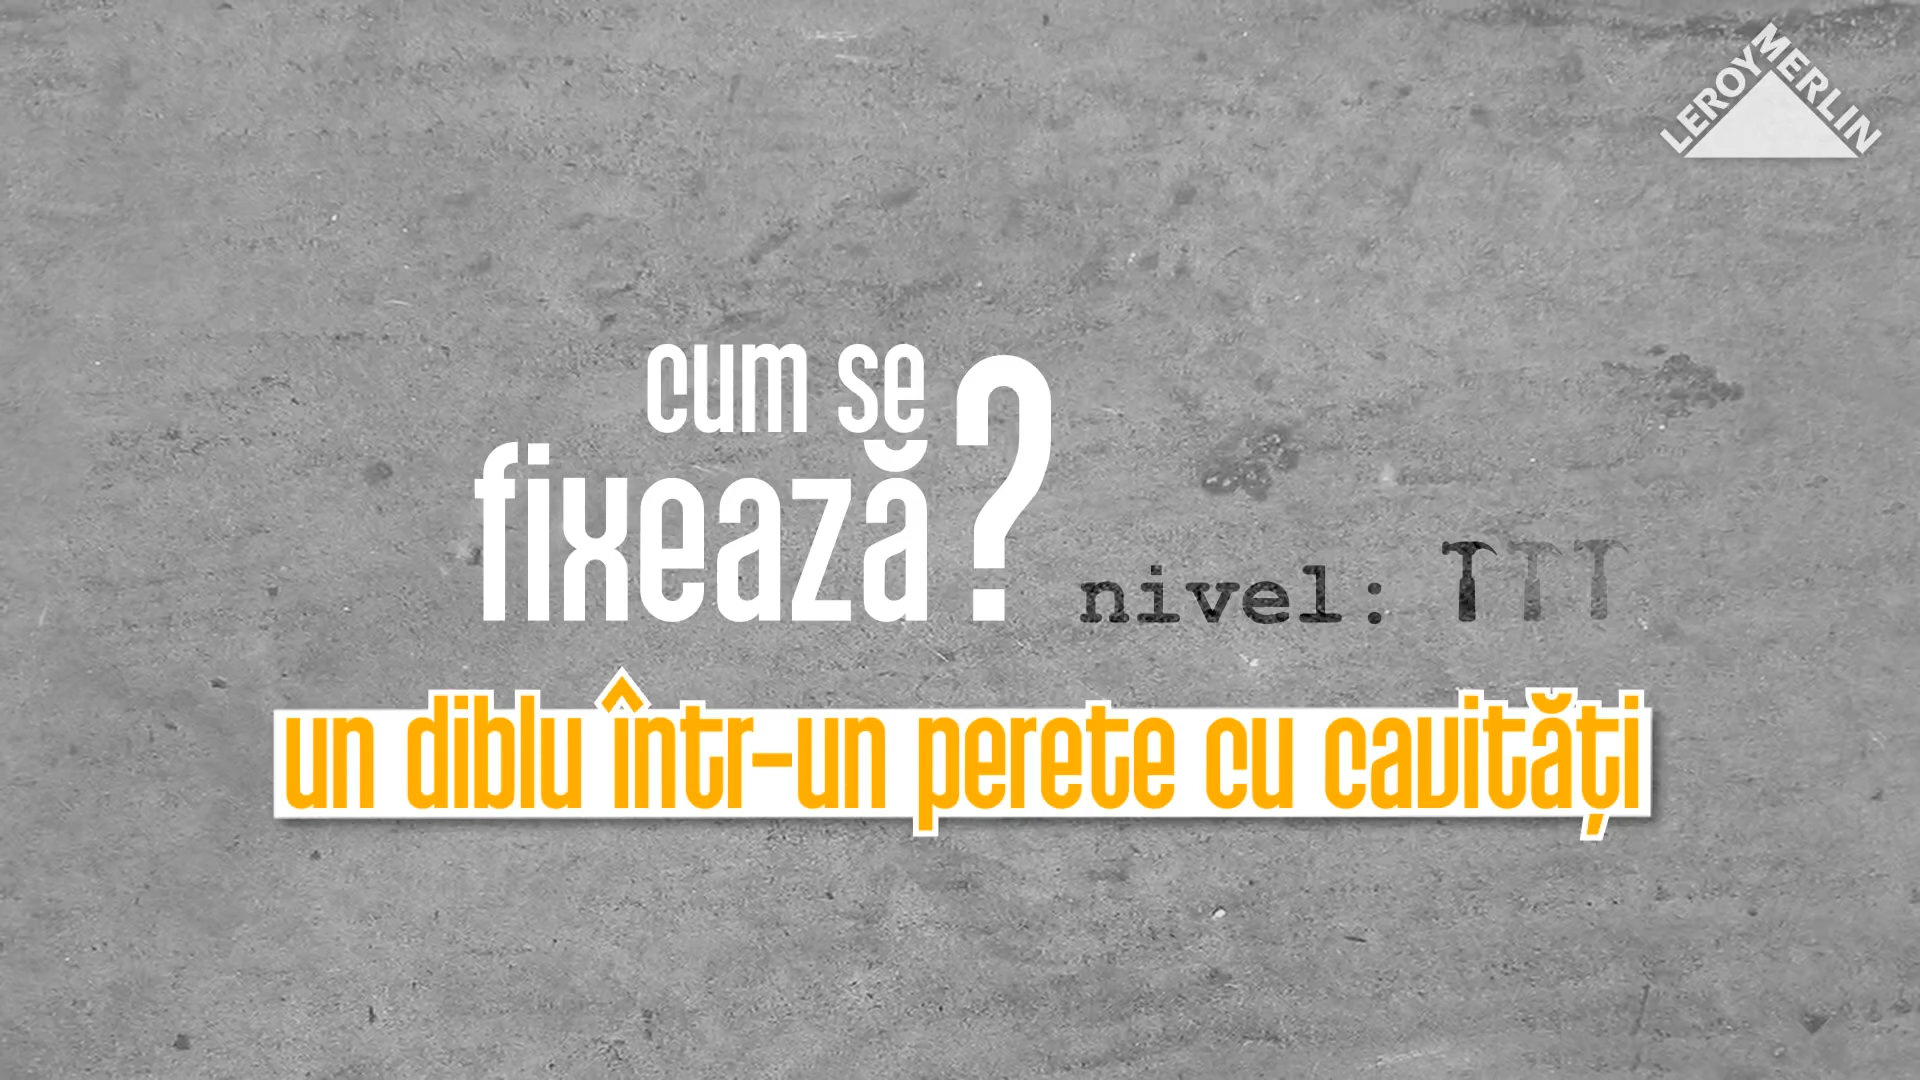 LEROY MERLIN
cum se
fixează?
nivel:
un diblu într-un perete cu cavități